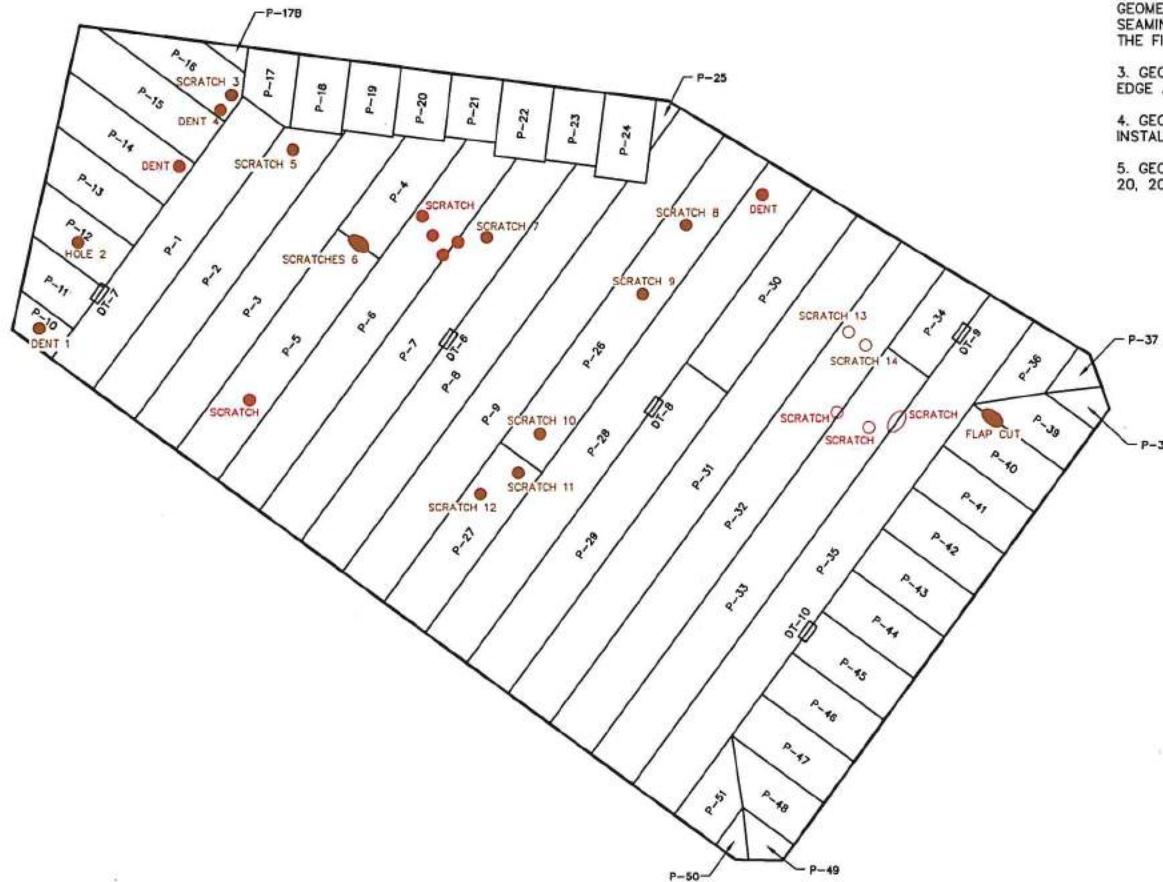 GEOME
SEAMIN
THE FI
3. GEO
EDGE
4. GEO
INSTAL
5. GEO
20, 20
P-17B
P-16
P-17
P-25
SCRATCH 3
P-15
P-18
P-19
P-20
P-21
P-22
P-23
P-24
DENT 4
P-14
DENT
SCRATCH 5
P-13
P-4
SCRATCH
DENT
P-12
HOLE 2
P-1
SCRATCH 7
SCRATCH 8
P-2
SCRATCHES 6
P-11
DT-7
P-3
SCRATCH 9
P-30
P-10
DENT 1
P-5
P-6
P-7
DT-6
P-8
P-26
SCRATCH 13
SCRATCH 14
P-34
DT-9
P-37
P-36
SCRATCH
P-9
SCRATCH 10
P-28
DT-8
SCRATCH
SCRATCH
SCRATCH
FLAP CUT
P-39
P-3
P-40
SCRATCH 11
SCRATCH 12
P-31
P-41
P-27
P-29
P-32
P-42
P-35
P-43
P-33
P-44
DT-10
P-45
P-46
P-47
P-51
P-48
P-50
P-49